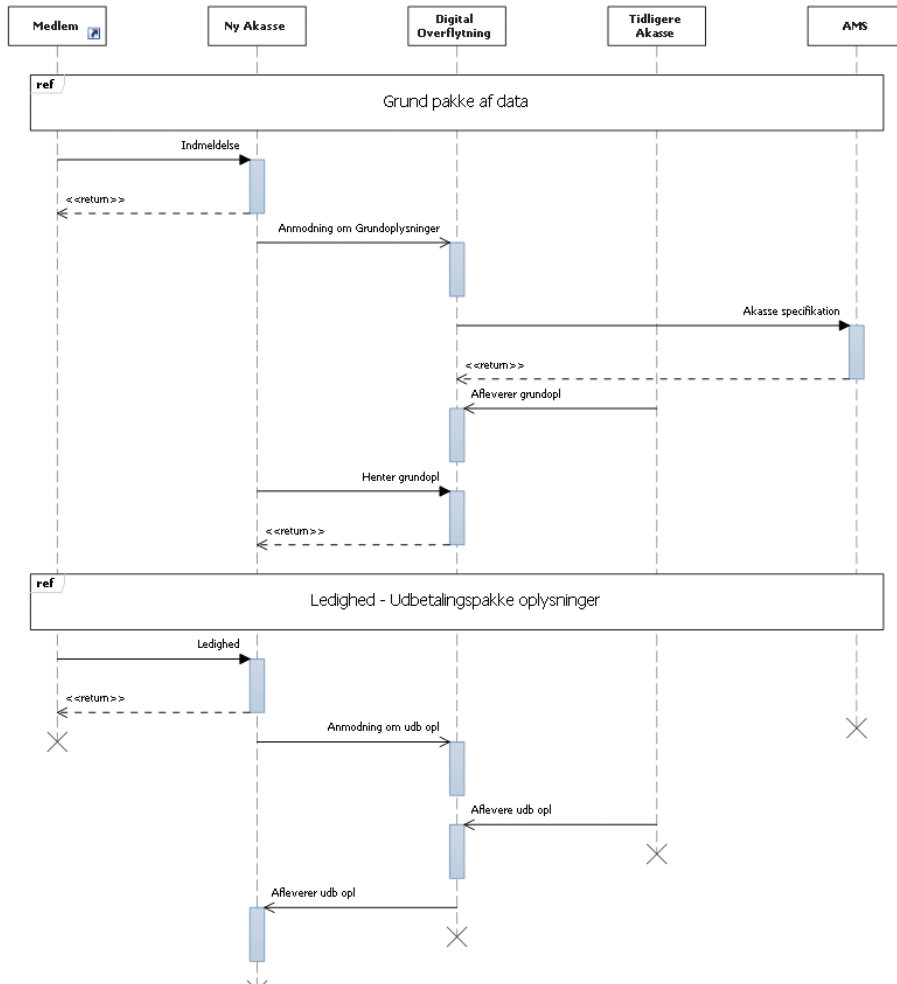 Medlem
Ny Akasse
Digital
Overflytning
Tidligere
Akasse
AMS
ref
Grund pakke af data
Indmeldelse
<<return>>
Anmodning om Grundoplysninger
Akasse specifikation
<<return>>
Afleverer grundopl
Henter grundopl
<<return>>
ref
Ledighed - Udbetalingspakke oplysninger
Ledighed
<<return>>
Anmodning om udb opl
Aflevere udb opl
Afleverer udb opl